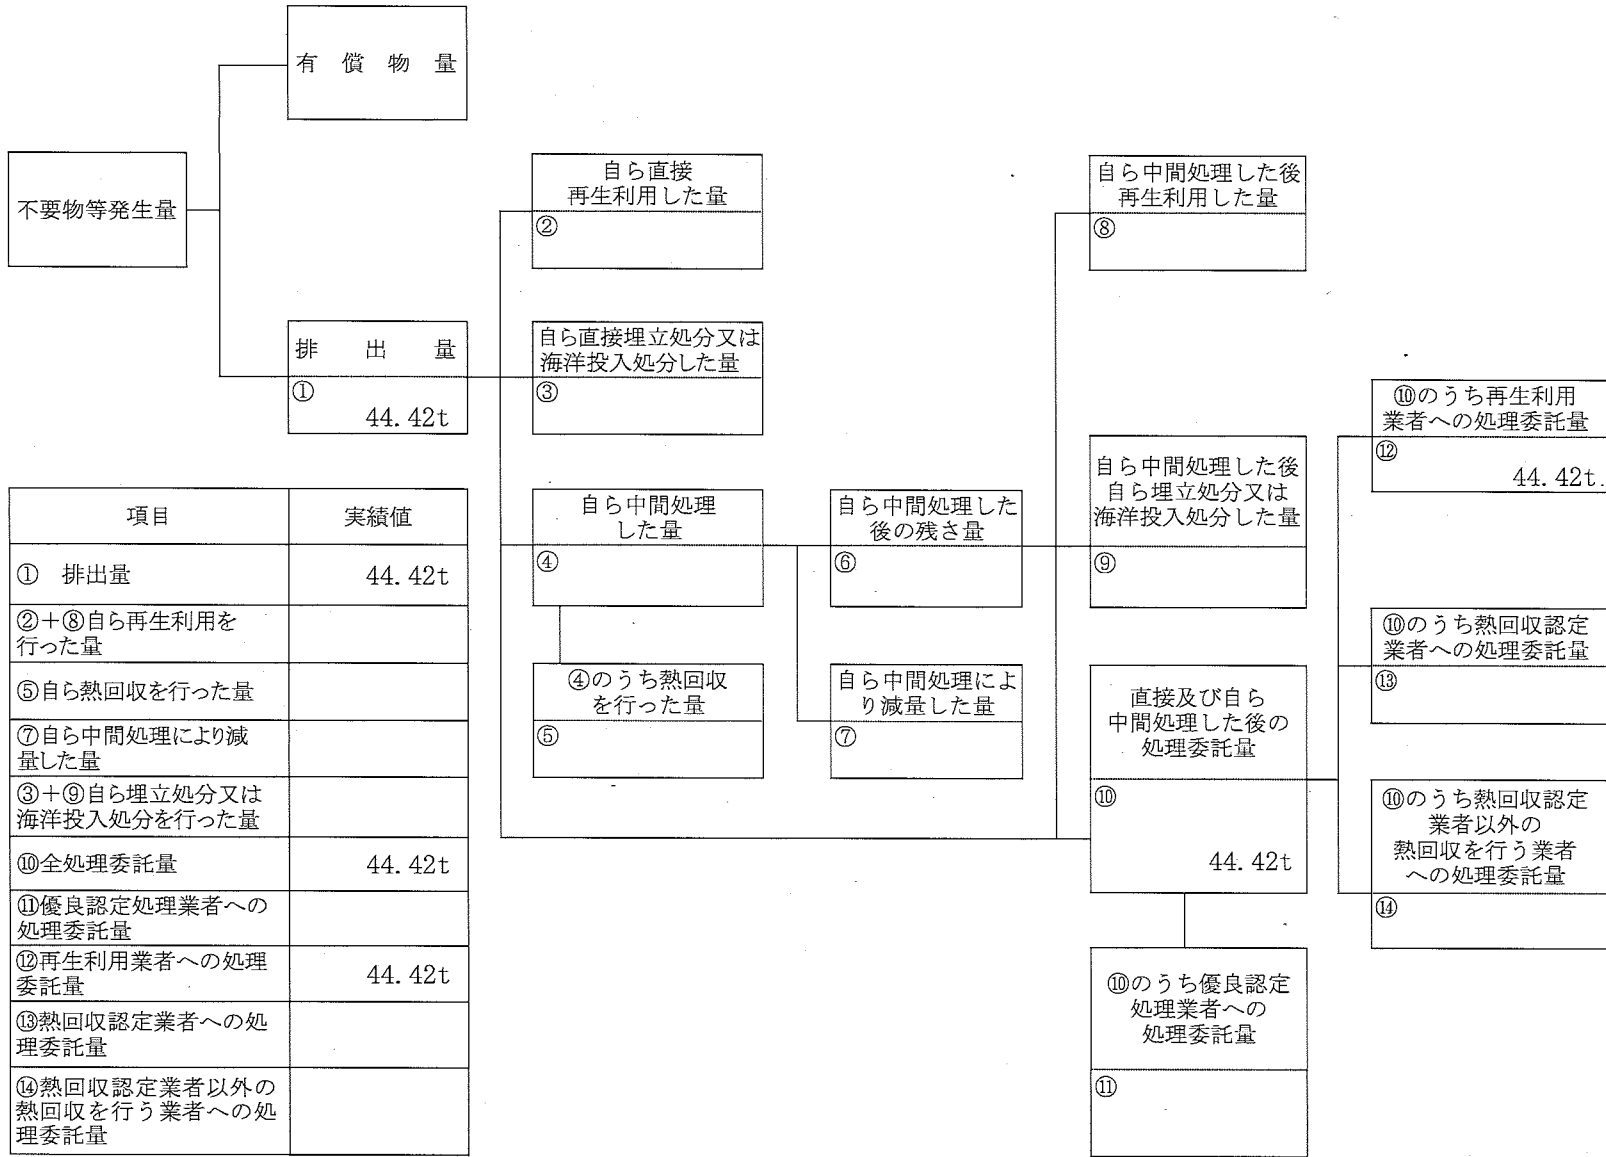 有償物量
不要物等発生量
排出量
①
44.42t
自ら直接
再生利用した量
②
自ら直接埋立処分又は
海洋投入処分した量
③
自ら中間処理
した量
④
④のうち熱回収
を行った量
⑤
自ら中間処理した
後の残さ量
⑥
自ら中間処理によ
り減量した量
⑦
自ら中間処理した後
再生利用した量
⑧
自ら中間処理した後
自ら埋立処分又は
海洋投入処分した量
⑨
直接及び自ら
中間処理した後の
処理委託量
⑩
44.42t
⑩のうち優良認定
処理業者への
処理委託量
⑪
⑩のうち再生利用
業者への処理委託量
⑫
44.42t
⑩のうち熱回収認定
業者への処理委託量
⑬
⑩のうち熱回収認定
業者以外の
熱回収を行う業者
への処理委託量
⑭
項目 実績値
① 排出量 44.42t
②+⑧自ら再生利用を
行った量
⑤自ら熱回収を行った量
⑦自ら中間処理により減
量した量
③+⑨自ら埋立処分又は
海洋投入処分を行った量
⑩全処理委託量 44.42t
⑪優良認定処理業者への
処理委託量
⑫再生利用業者への処理
委託量 44.42t
⑬熱回収認定業者への処
理委託量
⑭熱回収認定業者以外の
熱回収を行う業者への処
理委託量